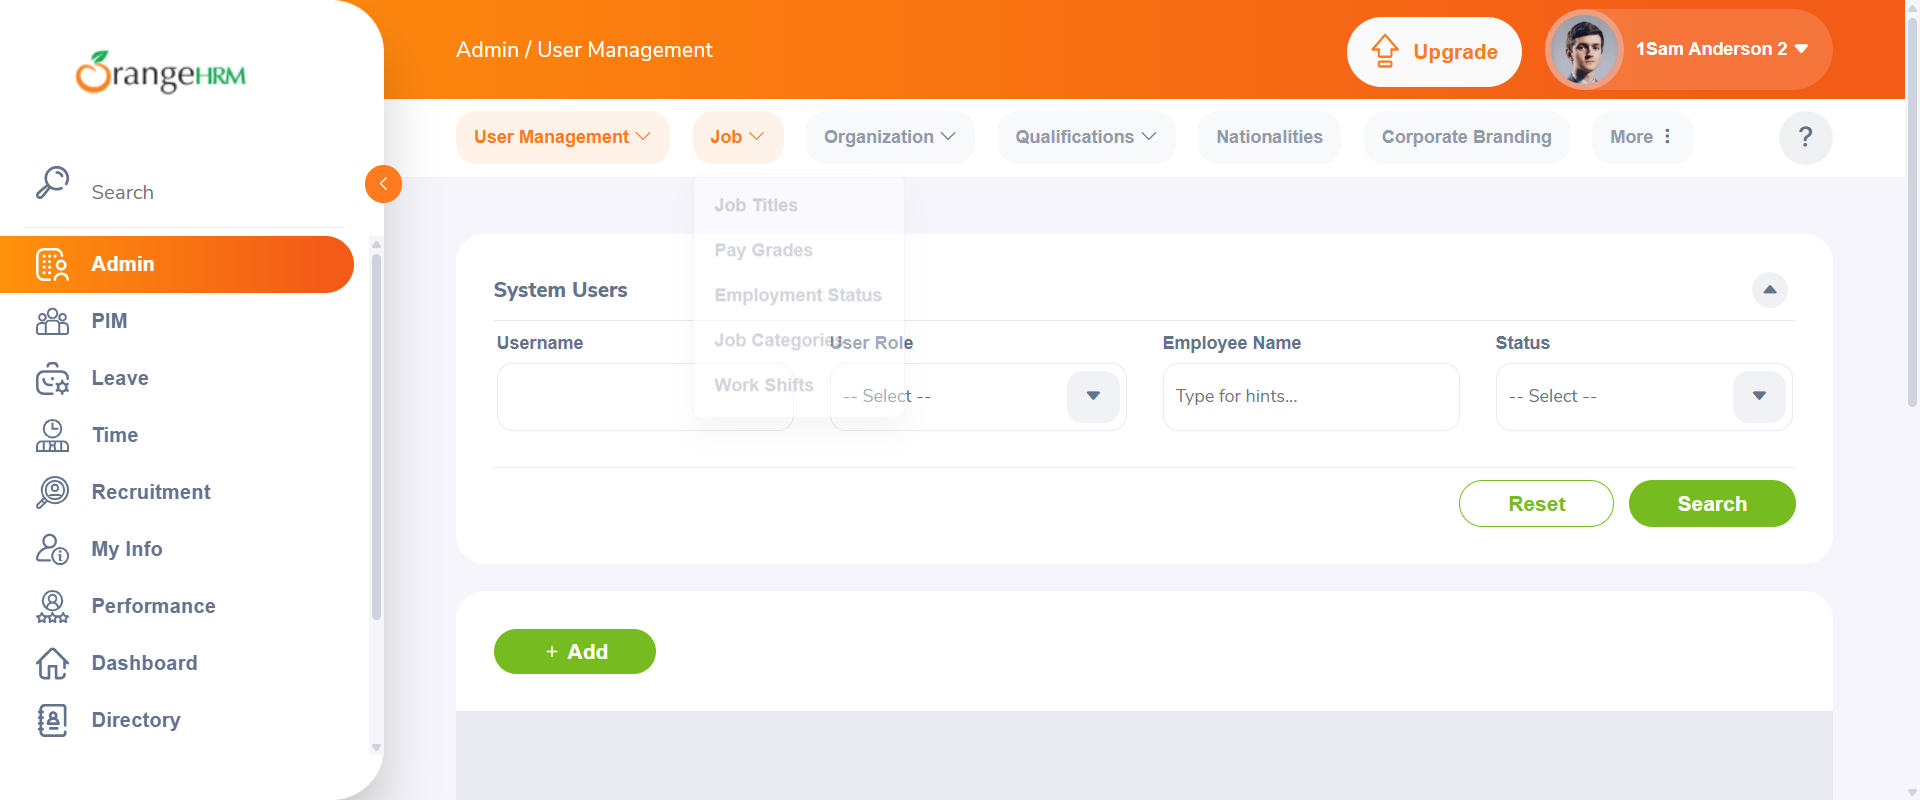 OrangeHRM
Admin / User Management
Upgrade
1Sam Anderson 2
User Management
Job
Organization
Qualifications
Nationalities
Corporate Branding
More
?
Search
Admin
PIM
Leave
Time
Recruitment
My Info
Performance
Dashboard
Directory
Job Titles
Pay Grades
Employment Status
Job Categories
Work Shifts
System Users
Username
User Role
Employee Name
Status
-- Select --
Type for hints...
-- Select --
Reset
Search
+ Add